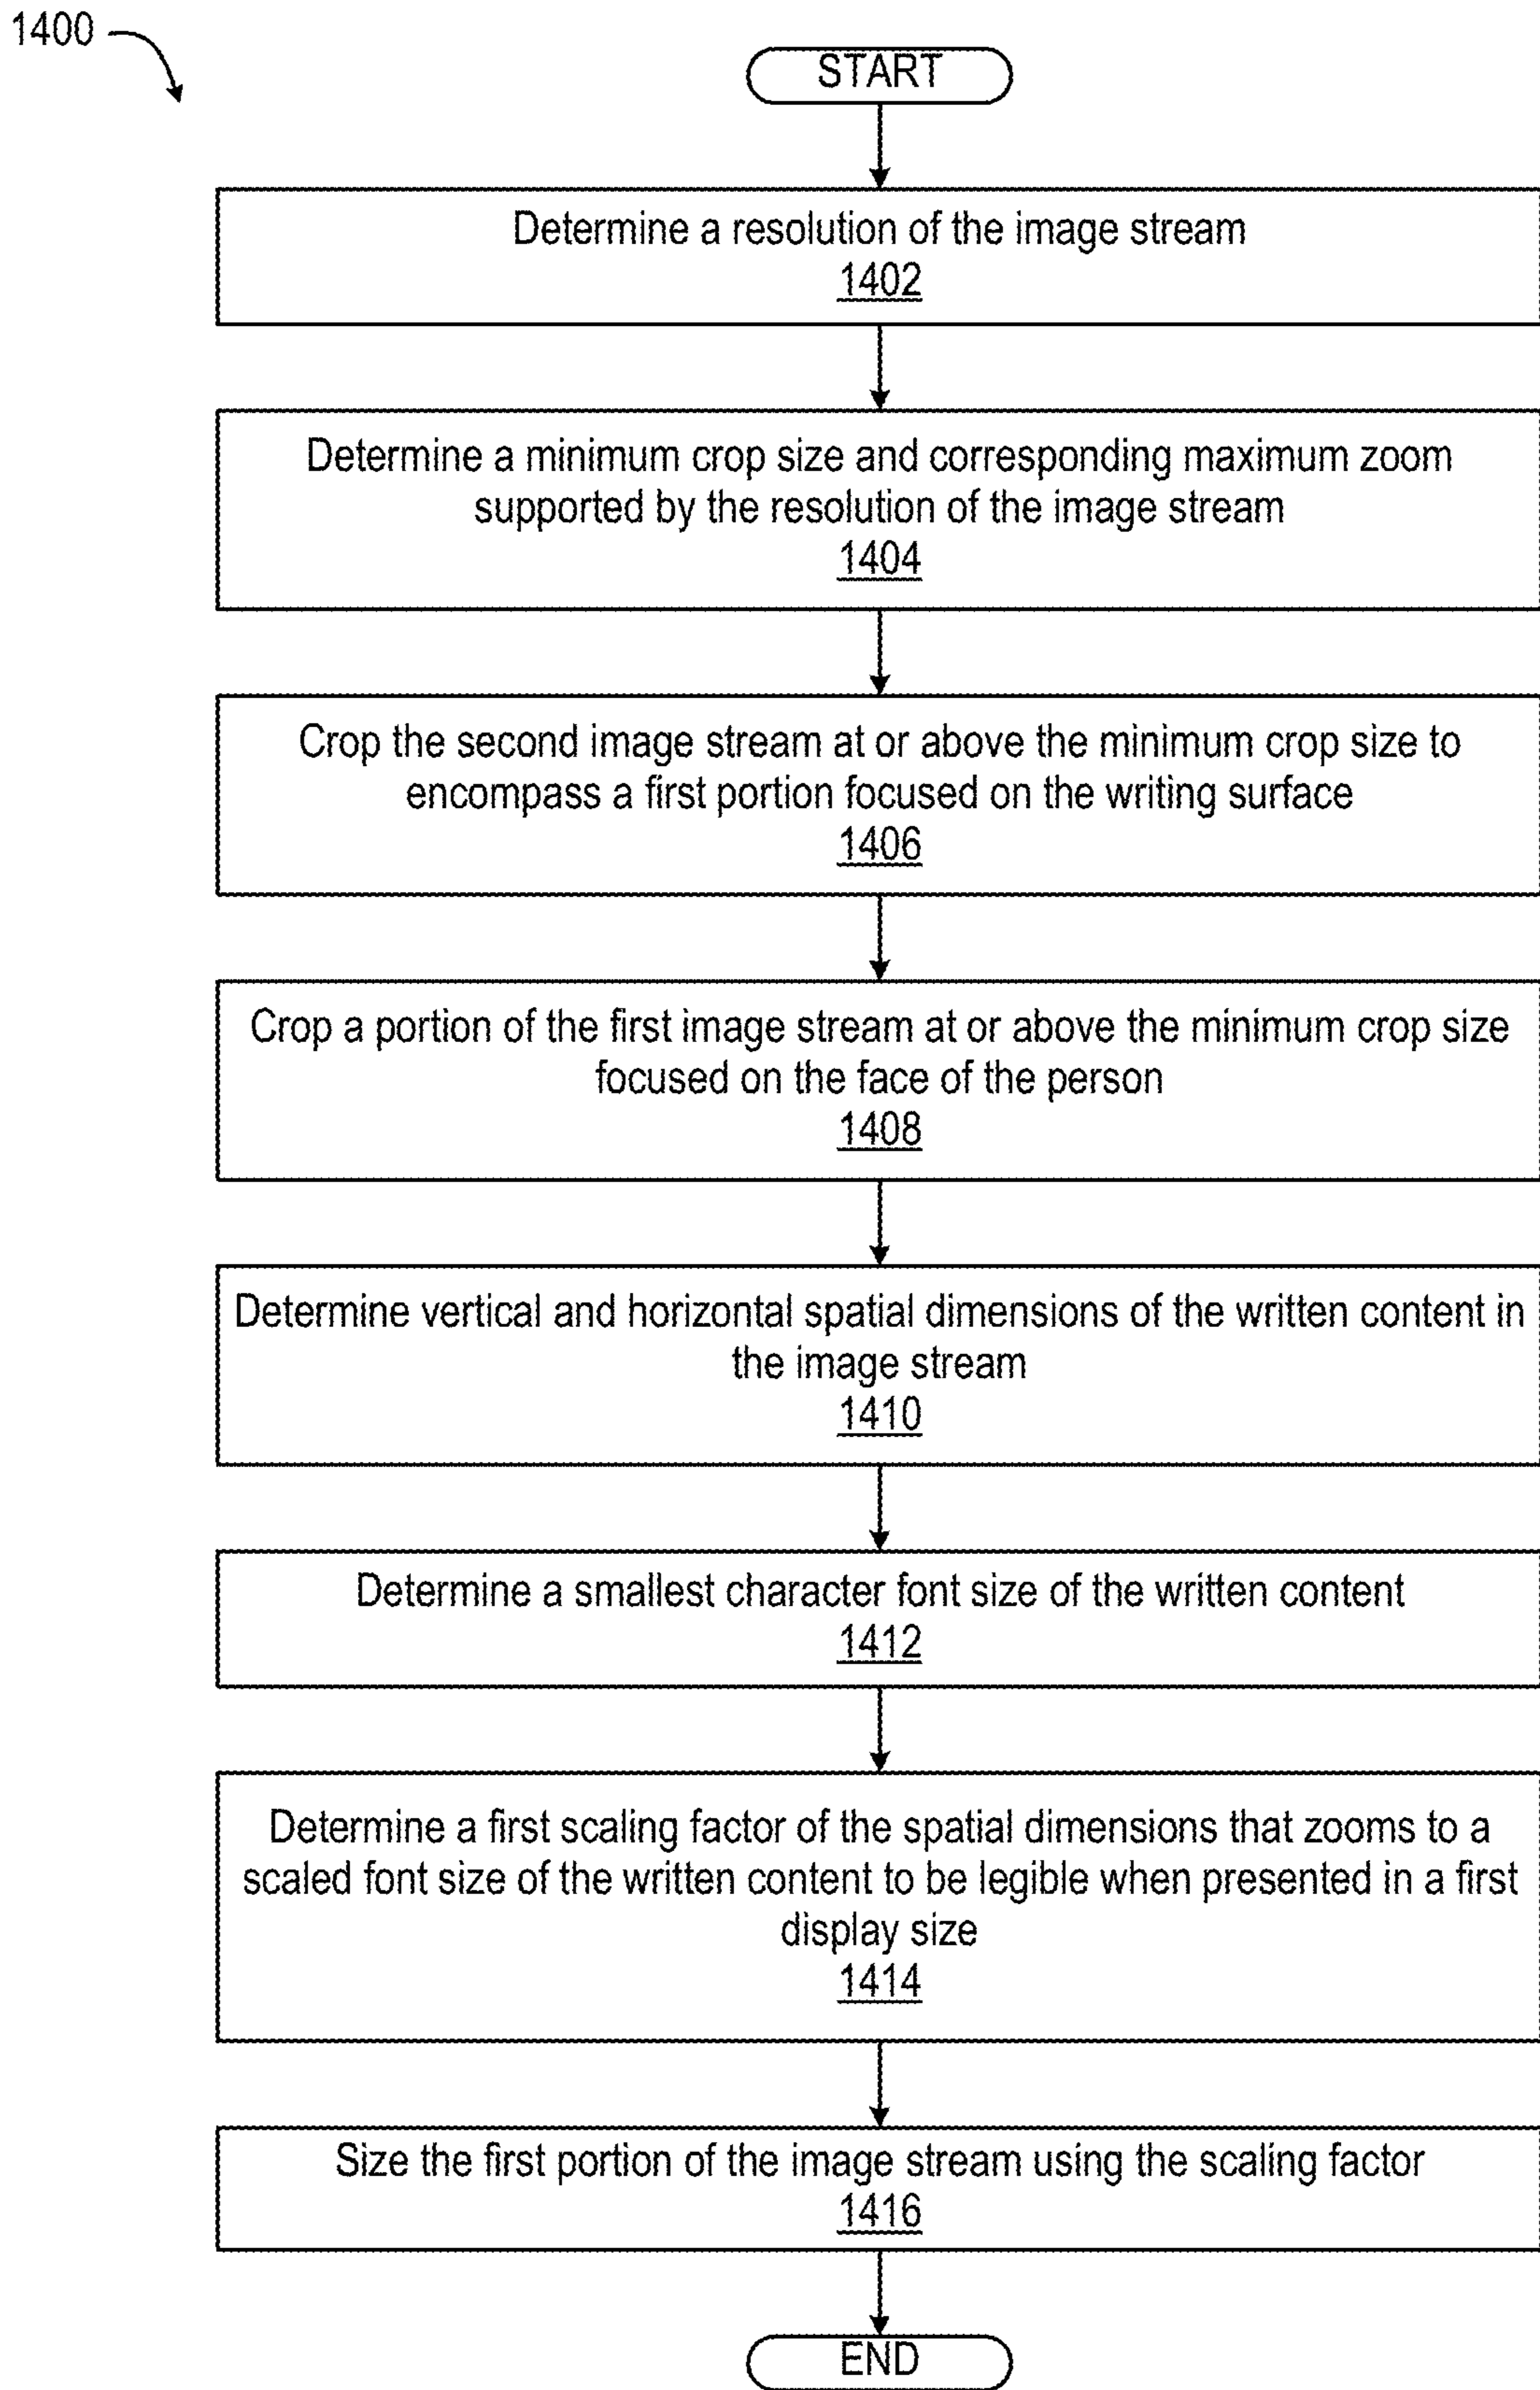 1400
START
Determine a resolution of the image stream
1402
Determine a minimum crop size and corresponding maximum zoom
supported by the resolution of the image stream
1404
Crop the second image stream at or above the minimum crop size to
encompass a first portion focused on the writing surface
1406
Crop a portion of the first image stream at or above the minimum crop size
focused on the face of the person
1408
Determine vertical and horizontal spatial dimensions of the written content in
the image stream
1410
Determine a smallest character font size of the written content
1412
Determine a first scaling factor of the spatial dimensions that zooms to a
scaled font size of the written content to be legible when presented in a first
display size
1414
Size the first portion of the image stream using the scaling factor
1416
END